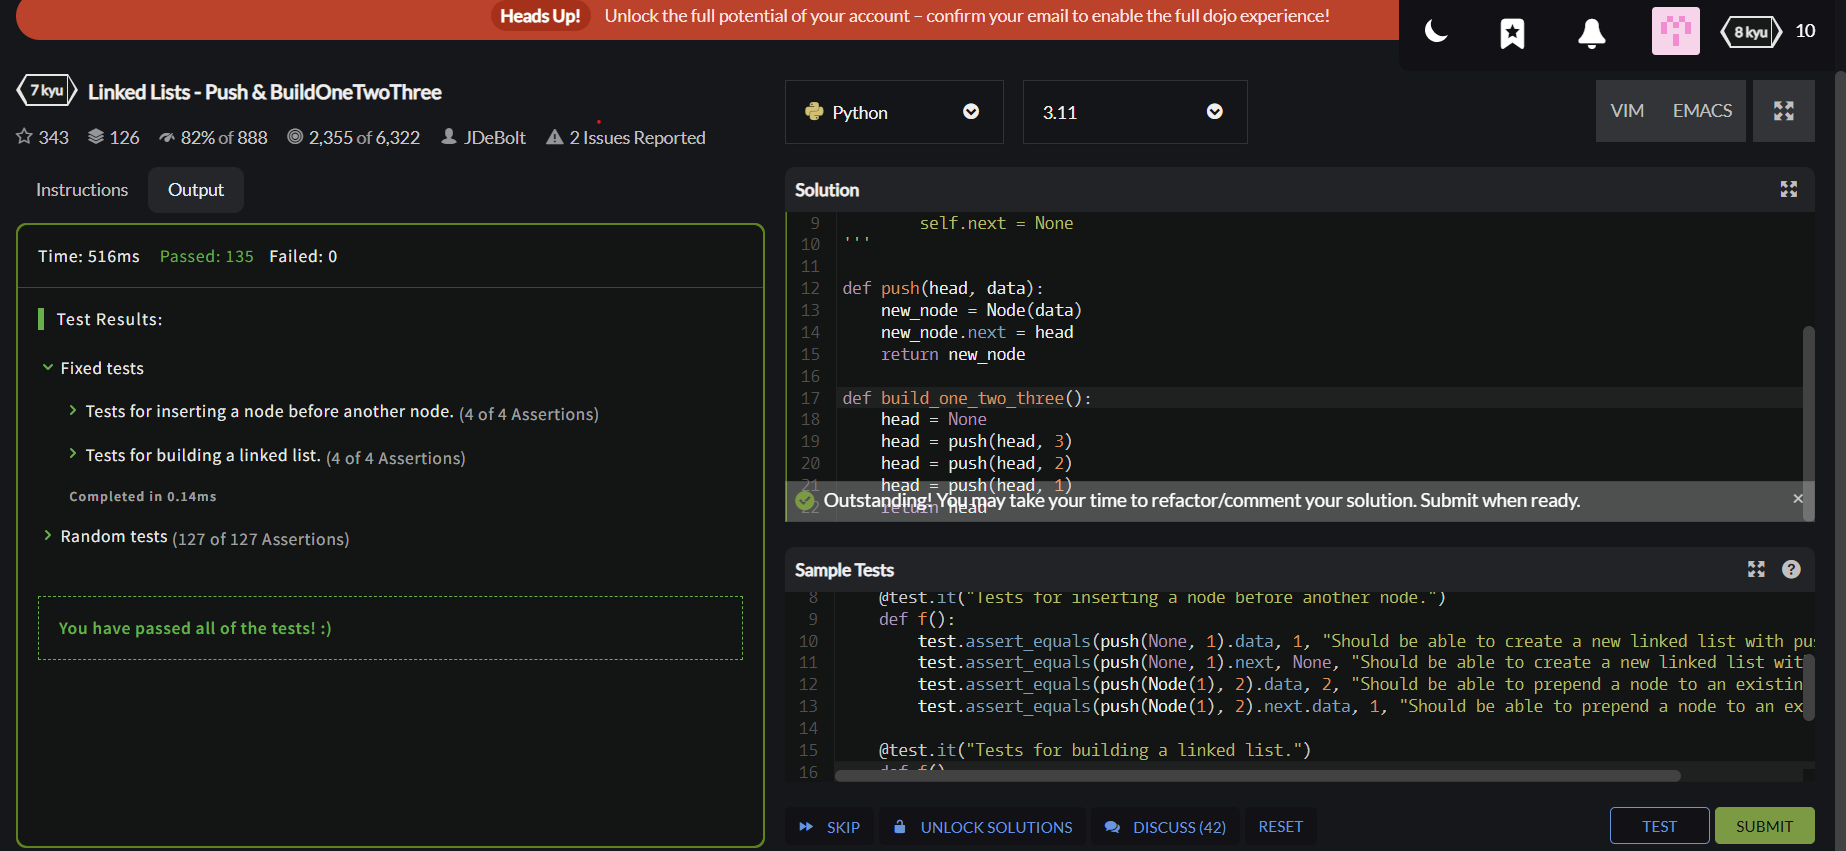 Heads Up! Unlock the full potential of your account – confirm your email to enable the full dojo experience!
8 kyu 10
7 kyu Linked Lists - Push & BuildOneTwoThree
343 126 82% of 888 2,355 of 6,322 JDeBolt 2 Issues Reported
Instructions Output
Time: 516ms Passed: 135 Failed: 0
Test Results:
Fixed tests
Tests for inserting a node before another node. (4 of 4 Assertions)
Tests for building a linked list. (4 of 4 Assertions)
Completed in 0.14ms
Random tests (127 of 127 Assertions)
You have passed all of the tests! :)
Python 3.11 VIM EMACS
Solution
9 self.next = None
10 '''
11
12 def push(head, data):
13 new_node = Node(data)
14 new_node.next = head
15 return new_node
16
17 def build_one_two_three():
18 head = None
19 head = push(head, 3)
20 head = push(head, 2)
21 head = push(head, 1)
22 return head
Outstanding! You may take your time to refactor/comment your solution. Submit when ready. ×
Sample Tests ?
8 @test.it("Tests for inserting a node before another node.")
9 def f():
10 test.assert_equals(push(None, 1).data, 1, "Should be able to create a new linked list with pu
11 test.assert_equals(push(None, 1).next, None, "Should be able to create a new linked list wit
12 test.assert_equals(push(Node(1), 2).data, 2, "Should be able to prepend a node to an existin
13 test.assert_equals(push(Node(1), 2).next.data, 1, "Should be able to prepend a node to an ex
14
15 @test.it("Tests for building a linked list.")
16 def f()
SKIP UNLOCK SOLUTIONS DISCUSS (42) RESET TEST SUBMIT